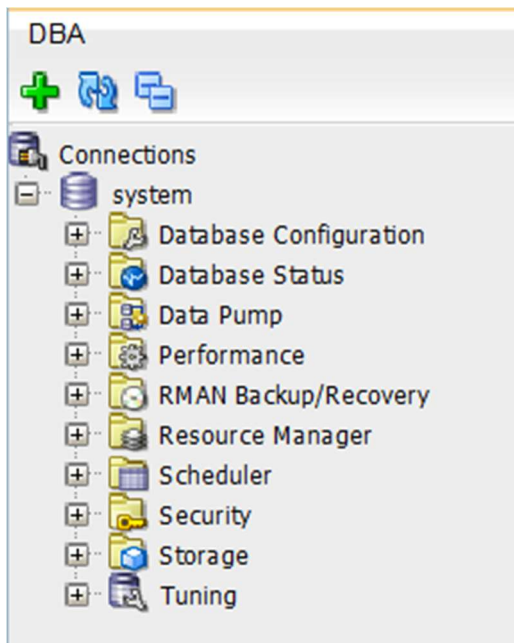 DBA
Connections
system
Database Configuration
Database Status
Data Pump
Performance
RMAN Backup/Recovery
Resource Manager
Scheduler
Security
Storage
Tuning